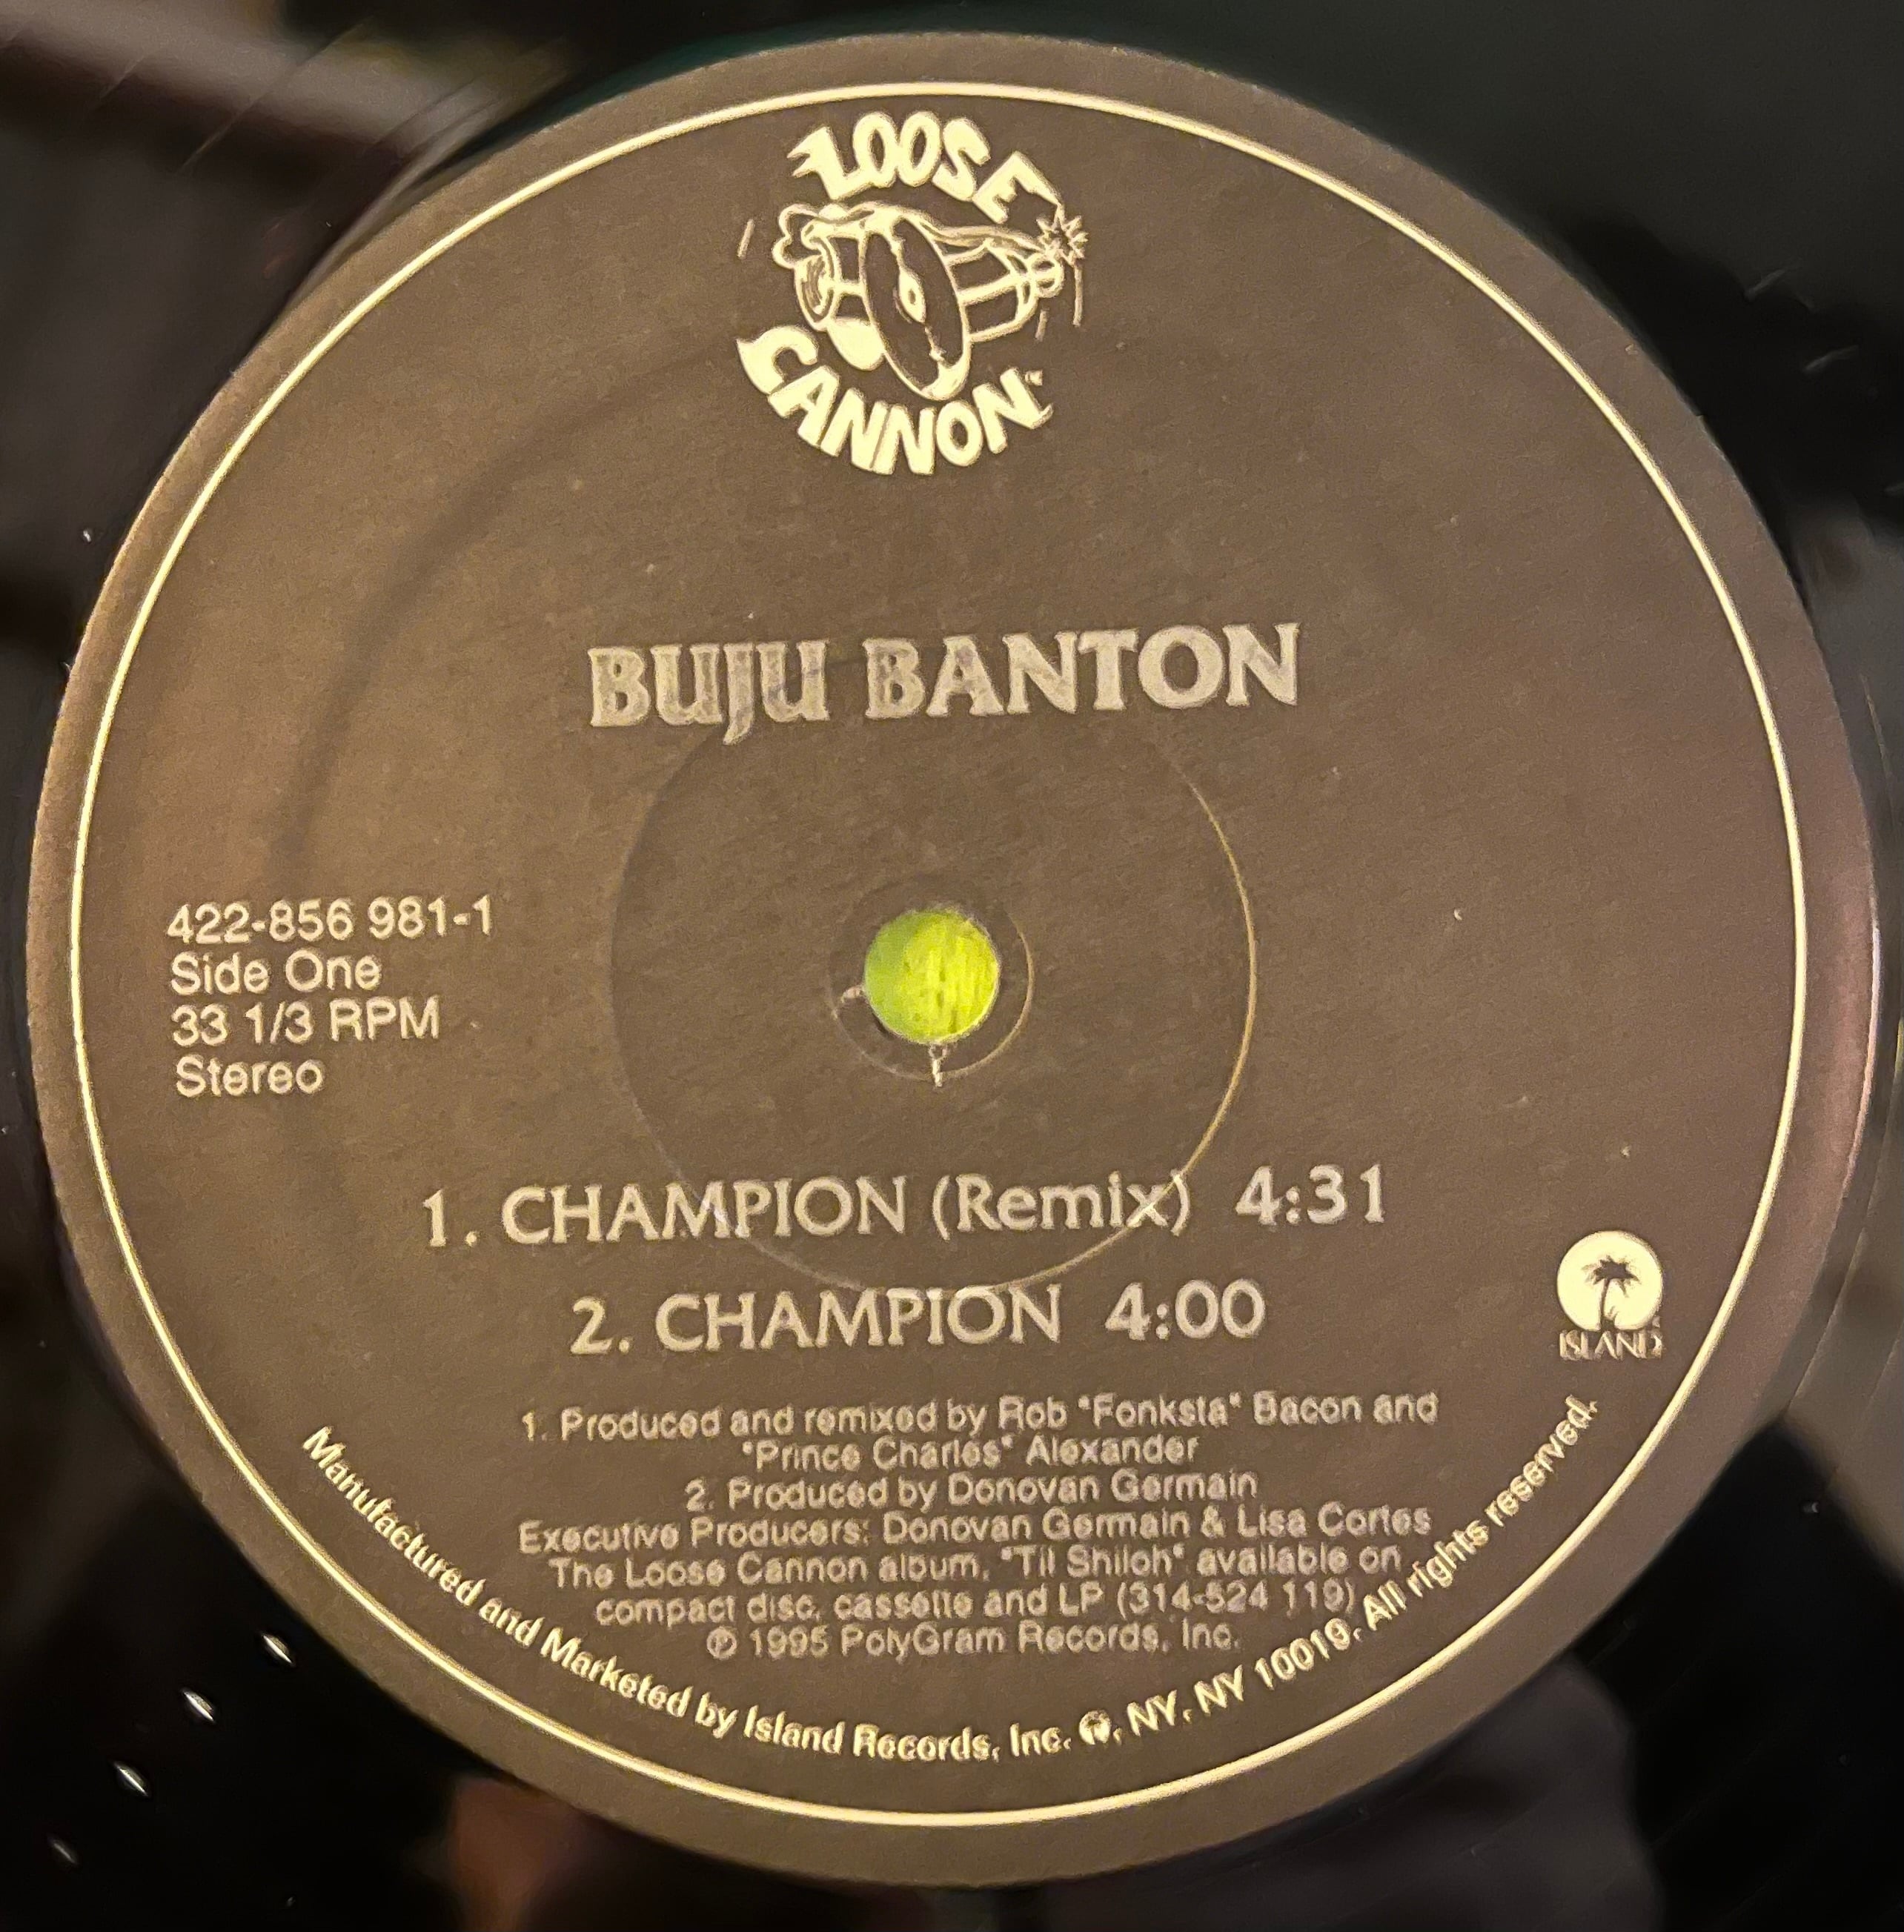 LOOSE
CANNON™
BUJU BANTON
422-856 981-1
Side One
33 1/3 RPM
Stereo
1. CHAMPION (Remix) 4:31
2. CHAMPION 4:00
ISLAND
1. Produced and remixed by Rob "Fonksta" Bacon and
"Prince Charles" Alexander
2. Produced by Donovan Germain
Executive Producers: Donovan Germain & Lisa Cortes
The Loose Cannon album, "Til Shiloh" available on
compact disc, cassette and LP (314-524 119)
℗ 1995 PolyGram Records, Inc.
Manufactured and Marketed by Island Records, Inc. , NY, NY 10019. All rights reserved.